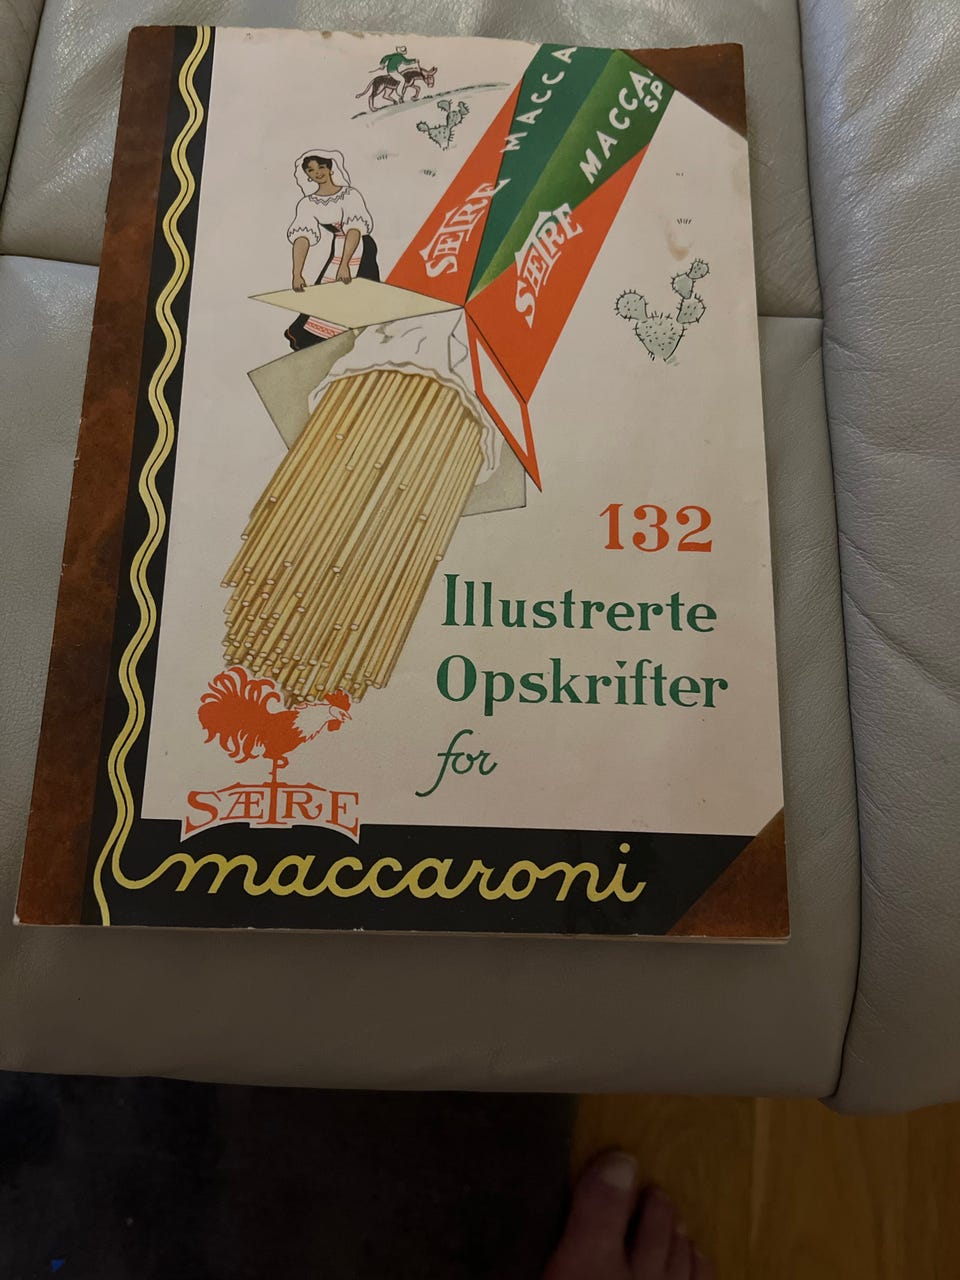 MACCA
MACCA
SP
SÆTRE
SÆTRE
132
Illustrerte
Opskrifter
for
SÆTRE
maccaroni